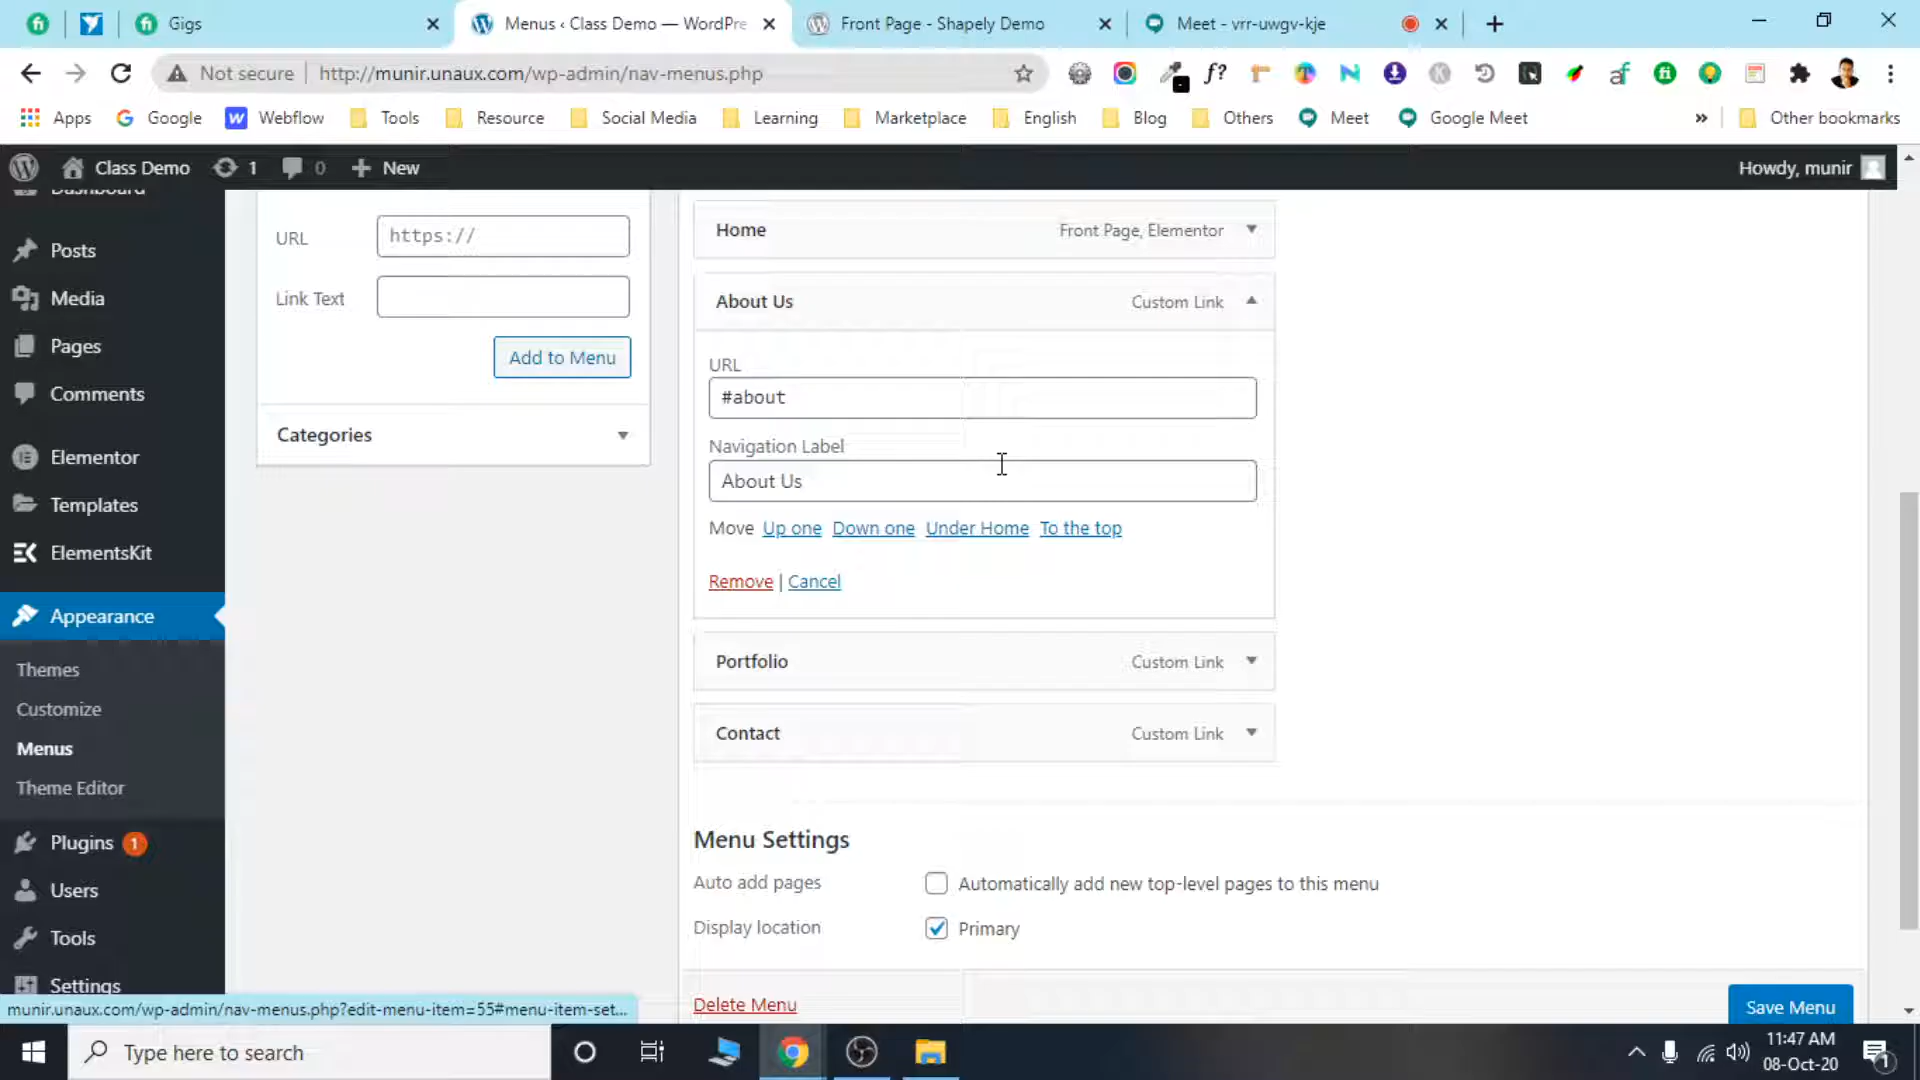 Gigs
Menus ‹ Class Demo — WordPre
Front Page - Shapely Demo
Meet - vrr-uwgv-kje
Not secure
http://munir.unaux.com/wp-admin/nav-menus.php
Apps
Google
Webflow
Tools
Resource
Social Media
Learning
Marketplace
English
Blog
Others
Meet
Google Meet
»
Other bookmarks
Class Demo
1
0
New
Howdy, munir
Dashboard
Posts
Media
Pages
Comments
Elementor
Templates
ElementsKit
Appearance
Themes
Customize
Menus
Theme Editor
Plugins 1
Users
Tools
Settings
URL
https://
Link Text
Add to Menu
Categories
Home
Front Page, Elementor
About Us
Custom Link
URL
#about
Navigation Label
About Us
Move Up one Down one Under Home To the top
Remove | Cancel
Portfolio
Custom Link
Contact
Custom Link
Menu Settings
Auto add pages
Automatically add new top-level pages to this menu
Display location
Primary
Delete Menu
Save Menu
munir.unaux.com/wp-admin/nav-menus.php?edit-menu-item=55#menu-item-set...
Type here to search
11:47 AM
08-Oct-20
1